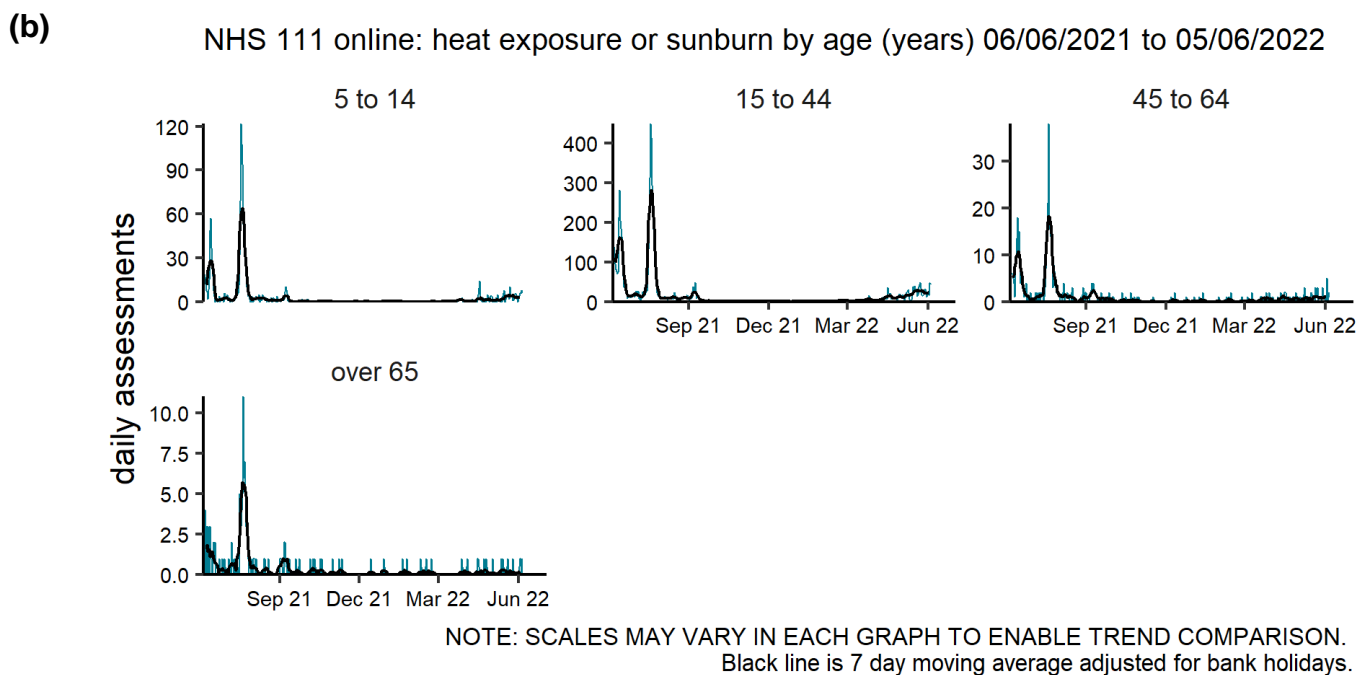 (b)
NHS 111 online: heat exposure or sunburn by age (years) 06/06/2021 to 05/06/2022
5 to 14
15 to 44
45 to 64
120
90
60
30
0
400
300
200
100
0
Sep 21 Dec 21 Mar 22 Jun 22
30
20
10
0
Sep 21 Dec 21 Mar 22 Jun 22
daily assessments
over 65
10.0
7.5
5.0
2.5
0.0
Sep 21 Dec 21 Mar 22 Jun 22
NOTE: SCALES MAY VARY IN EACH GRAPH TO ENABLE TREND COMPARISON.
Black line is 7 day moving average adjusted for bank holidays.